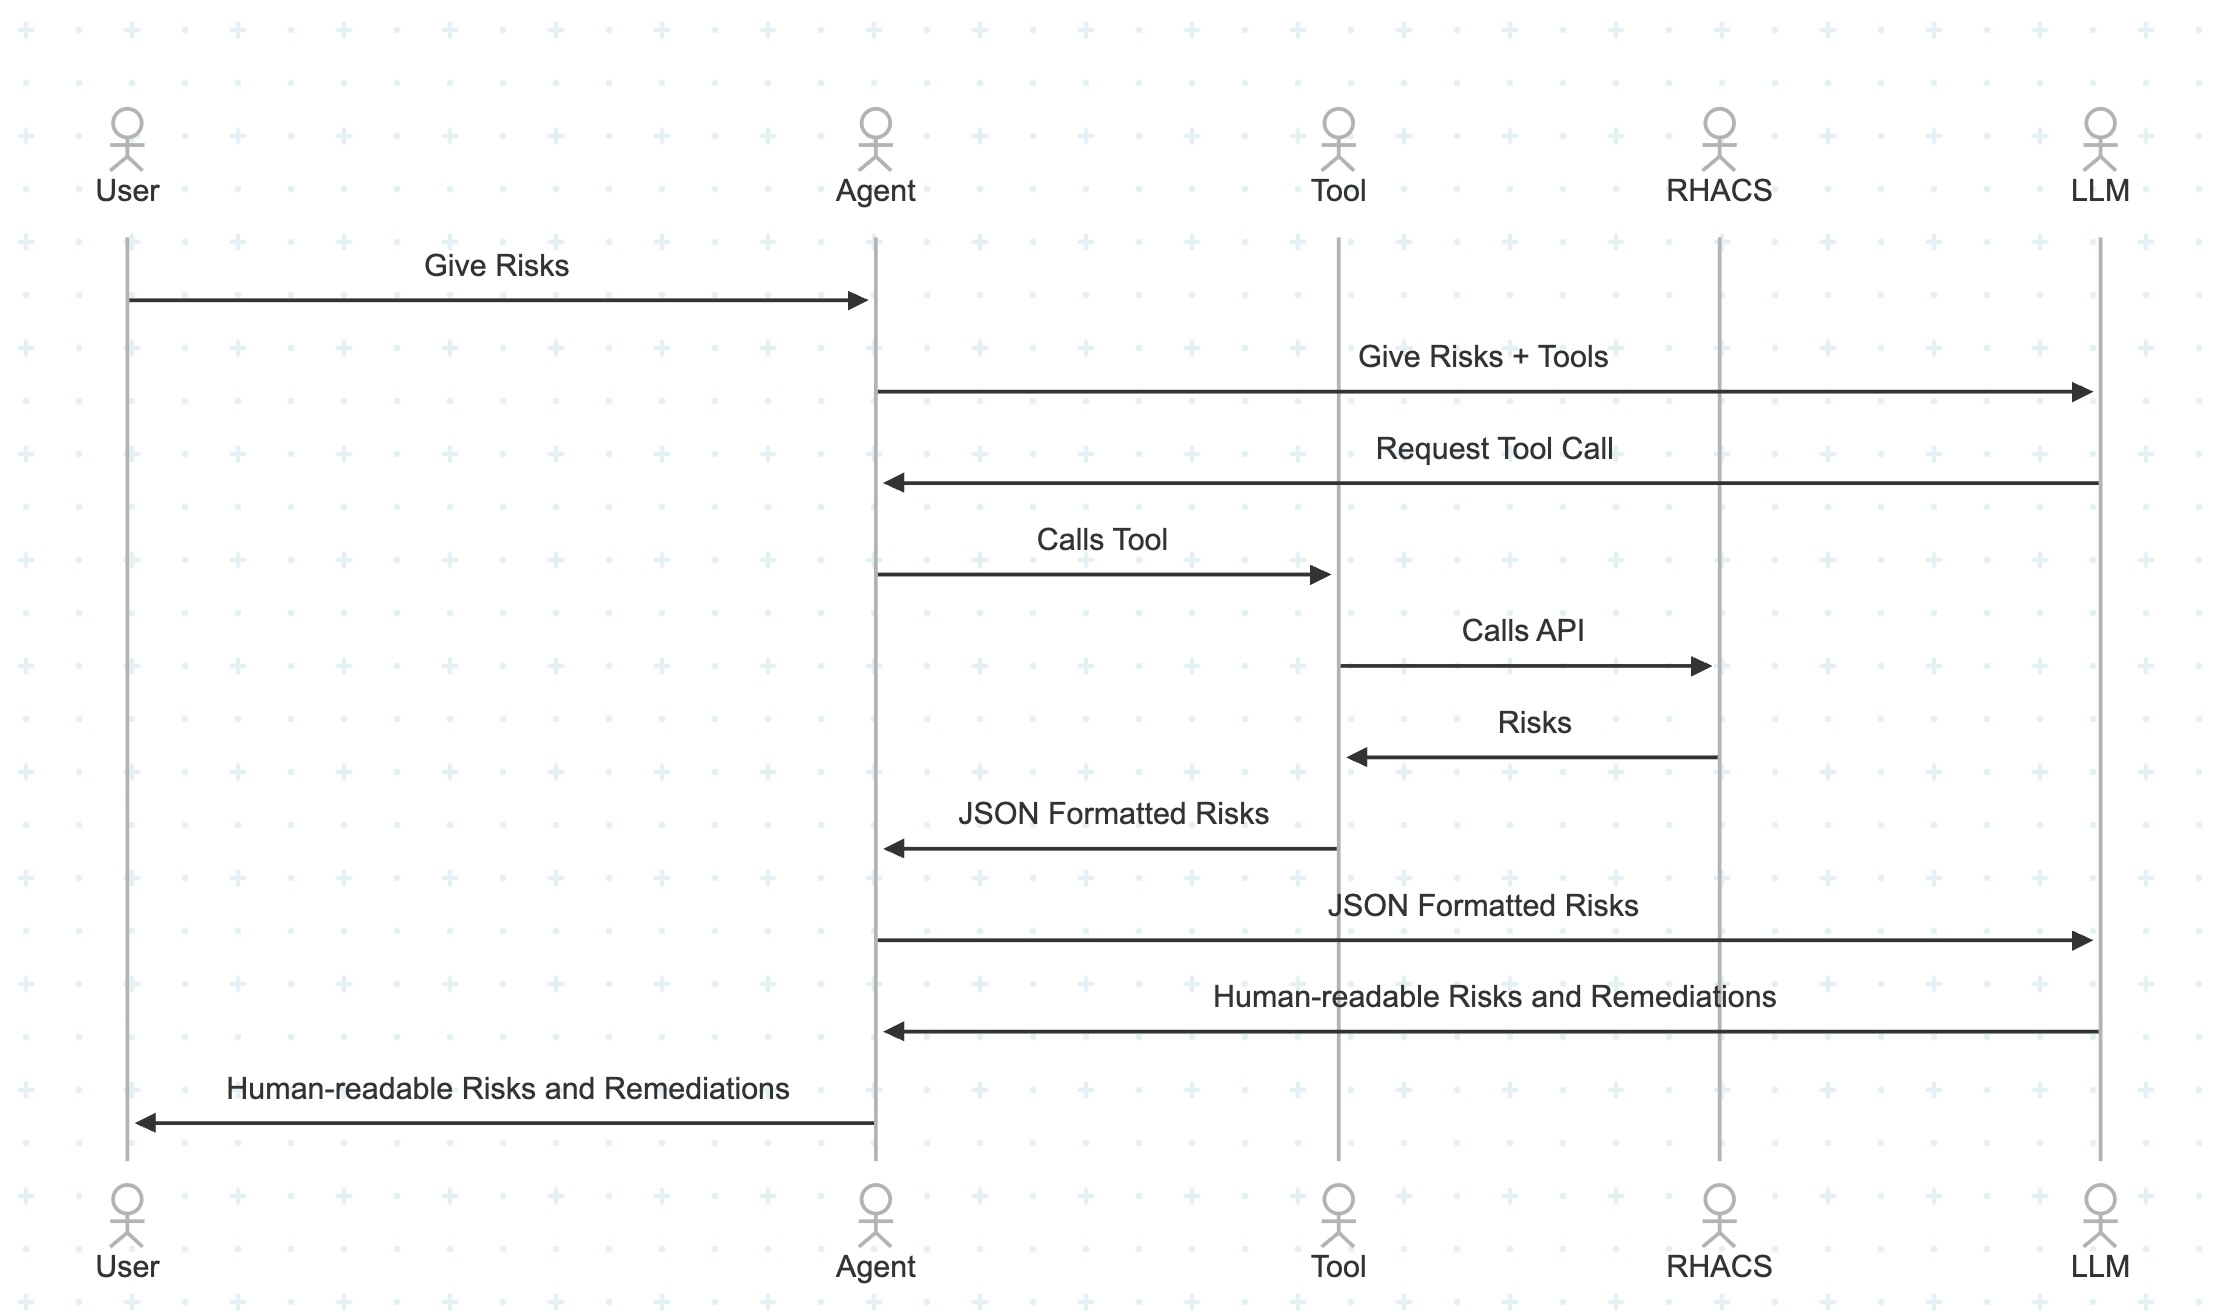 User
Agent
Tool
RHACS
LLM
Give Risks
Give Risks + Tools
Request Tool Call
Calls Tool
Calls API
Risks
JSON Formatted Risks
JSON Formatted Risks
Human-readable Risks and Remediations
Human-readable Risks and Remediations
User
Agent
Tool
RHACS
LLM